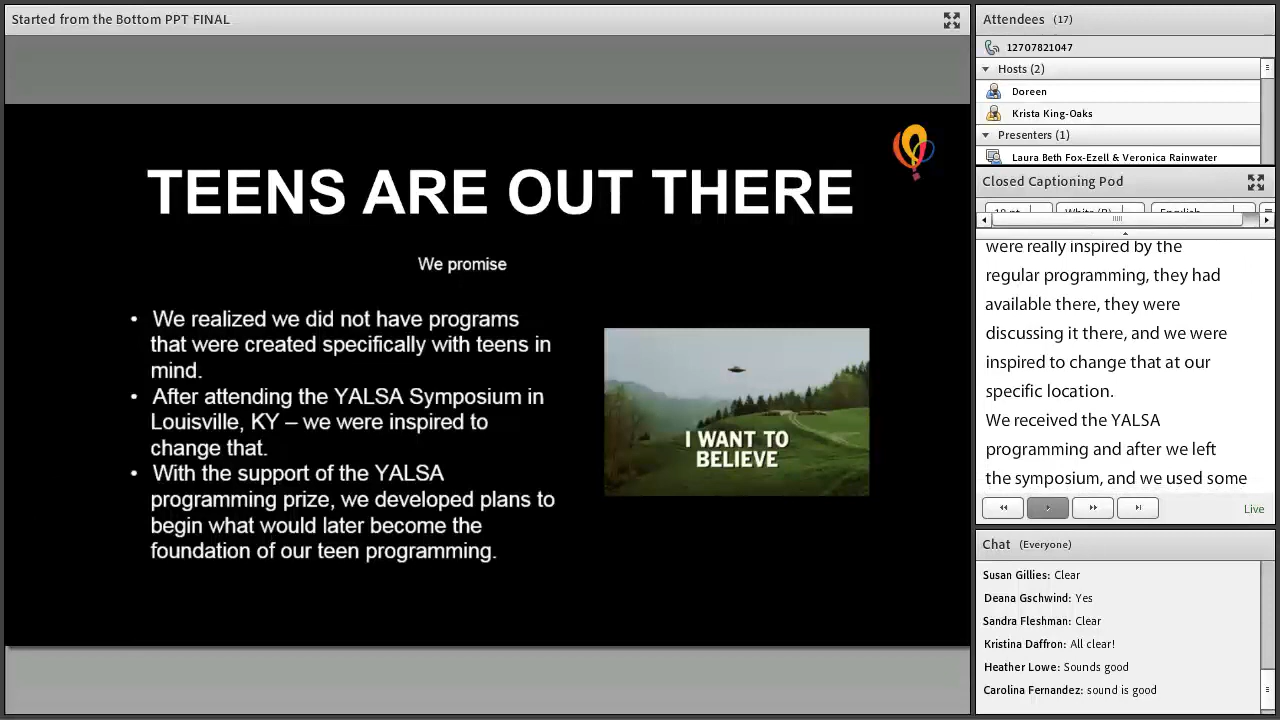 Started from the Bottom PPT FINAL
TEENS ARE OUT THERE
We promise
• We realized we did not have programs
that were created specifically with teens in
mind.
• After attending the YALSA Symposium in
Louisville, KY – we were inspired to
change that.
• With the support of the YALSA
programming prize, we developed plans to
begin what would later become the
foundation of our teen programming.
I WANT TO
BELIEVE
Attendees (17)
12707821047
Hosts (2)
Doreen
Krista King-Oaks
Presenters (1)
Laura Beth Fox-Ezell & Veronica Rainwater
Closed Captioning Pod
were really inspired by the
regular programming, they had
available there, they were
discussing it there, and we were
inspired to change that at our
specific location.
We received the YALSA
programming and after we left
the symposium, and we used some
Live
Chat (Everyone)
Susan Gillies: Clear
Deana Gschwind: Yes
Sandra Fleshman: Clear
Kristina Daffron: All clear!
Heather Lowe: Sounds good
Carolina Fernandez: sound is good